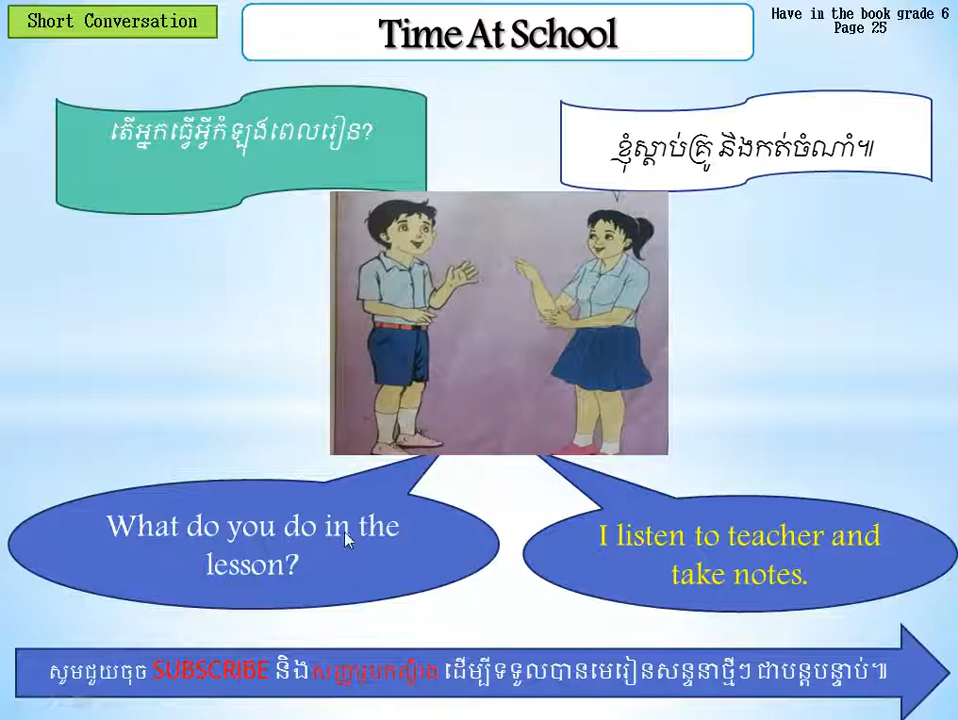 Short Conversation
Time At School
Have in the book grade 6
Page 25
តើអ្នកធ្វើអ្វីកំឡុងពេលរៀន?
ខ្ញុំស្តាប់គ្រូ និងកត់ចំណាំ៕
What do you do in the
lesson?
I listen to teacher and
take notes.
សូមជួយចុច SUBSCRIBE និងសញ្ញារូបកណ្ដឹង ដើម្បីទទួលបានមេរៀនសន្ទនាថ្មីៗ ជាបន្តបន្ទាប់៕